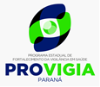 PROGRAMA ESTADUAL DE
FORTALECIMENTO DA VIGILÂNCIA EM SAÚDE
PROVIGIA
PARANÁ